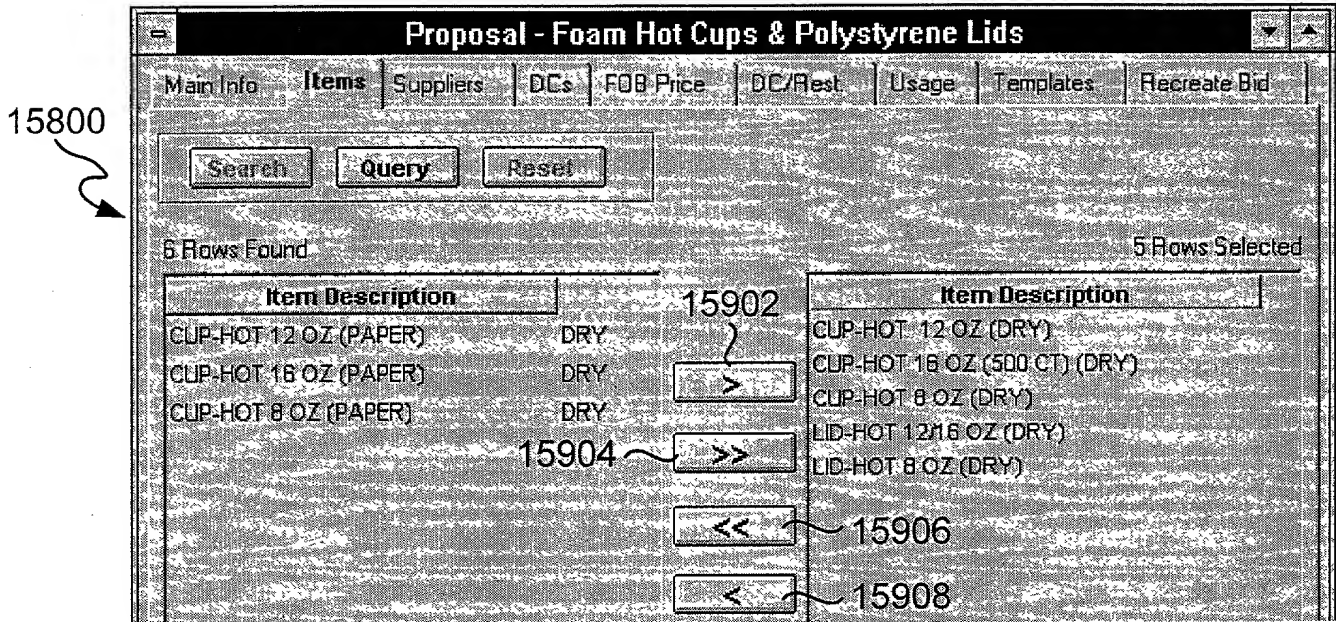 Proposal - Foam Hot Cups & Polystyrene Lids
Main Info Items Suppliers DCs FOB Price DC/Rest. Usage Templates Recreate Bid
15800
Search Query Reset
6 Rows Found 5 Rows Selected
Item Description Item Description
15902
CUP-HOT 12 OZ (PAPER) DRY CUP-HOT 12 OZ (DRY)
CUP-HOT 16 OZ (PAPER) DRY > CUP-HOT 16 OZ (500 CT) (DRY)
CUP-HOT 8 OZ (PAPER) DRY CUP-HOT 8 OZ (DRY)
LID-HOT 12/16 OZ (DRY)
15904 >> LID-HOT 8 OZ (DRY)
<< 15906
< 15908